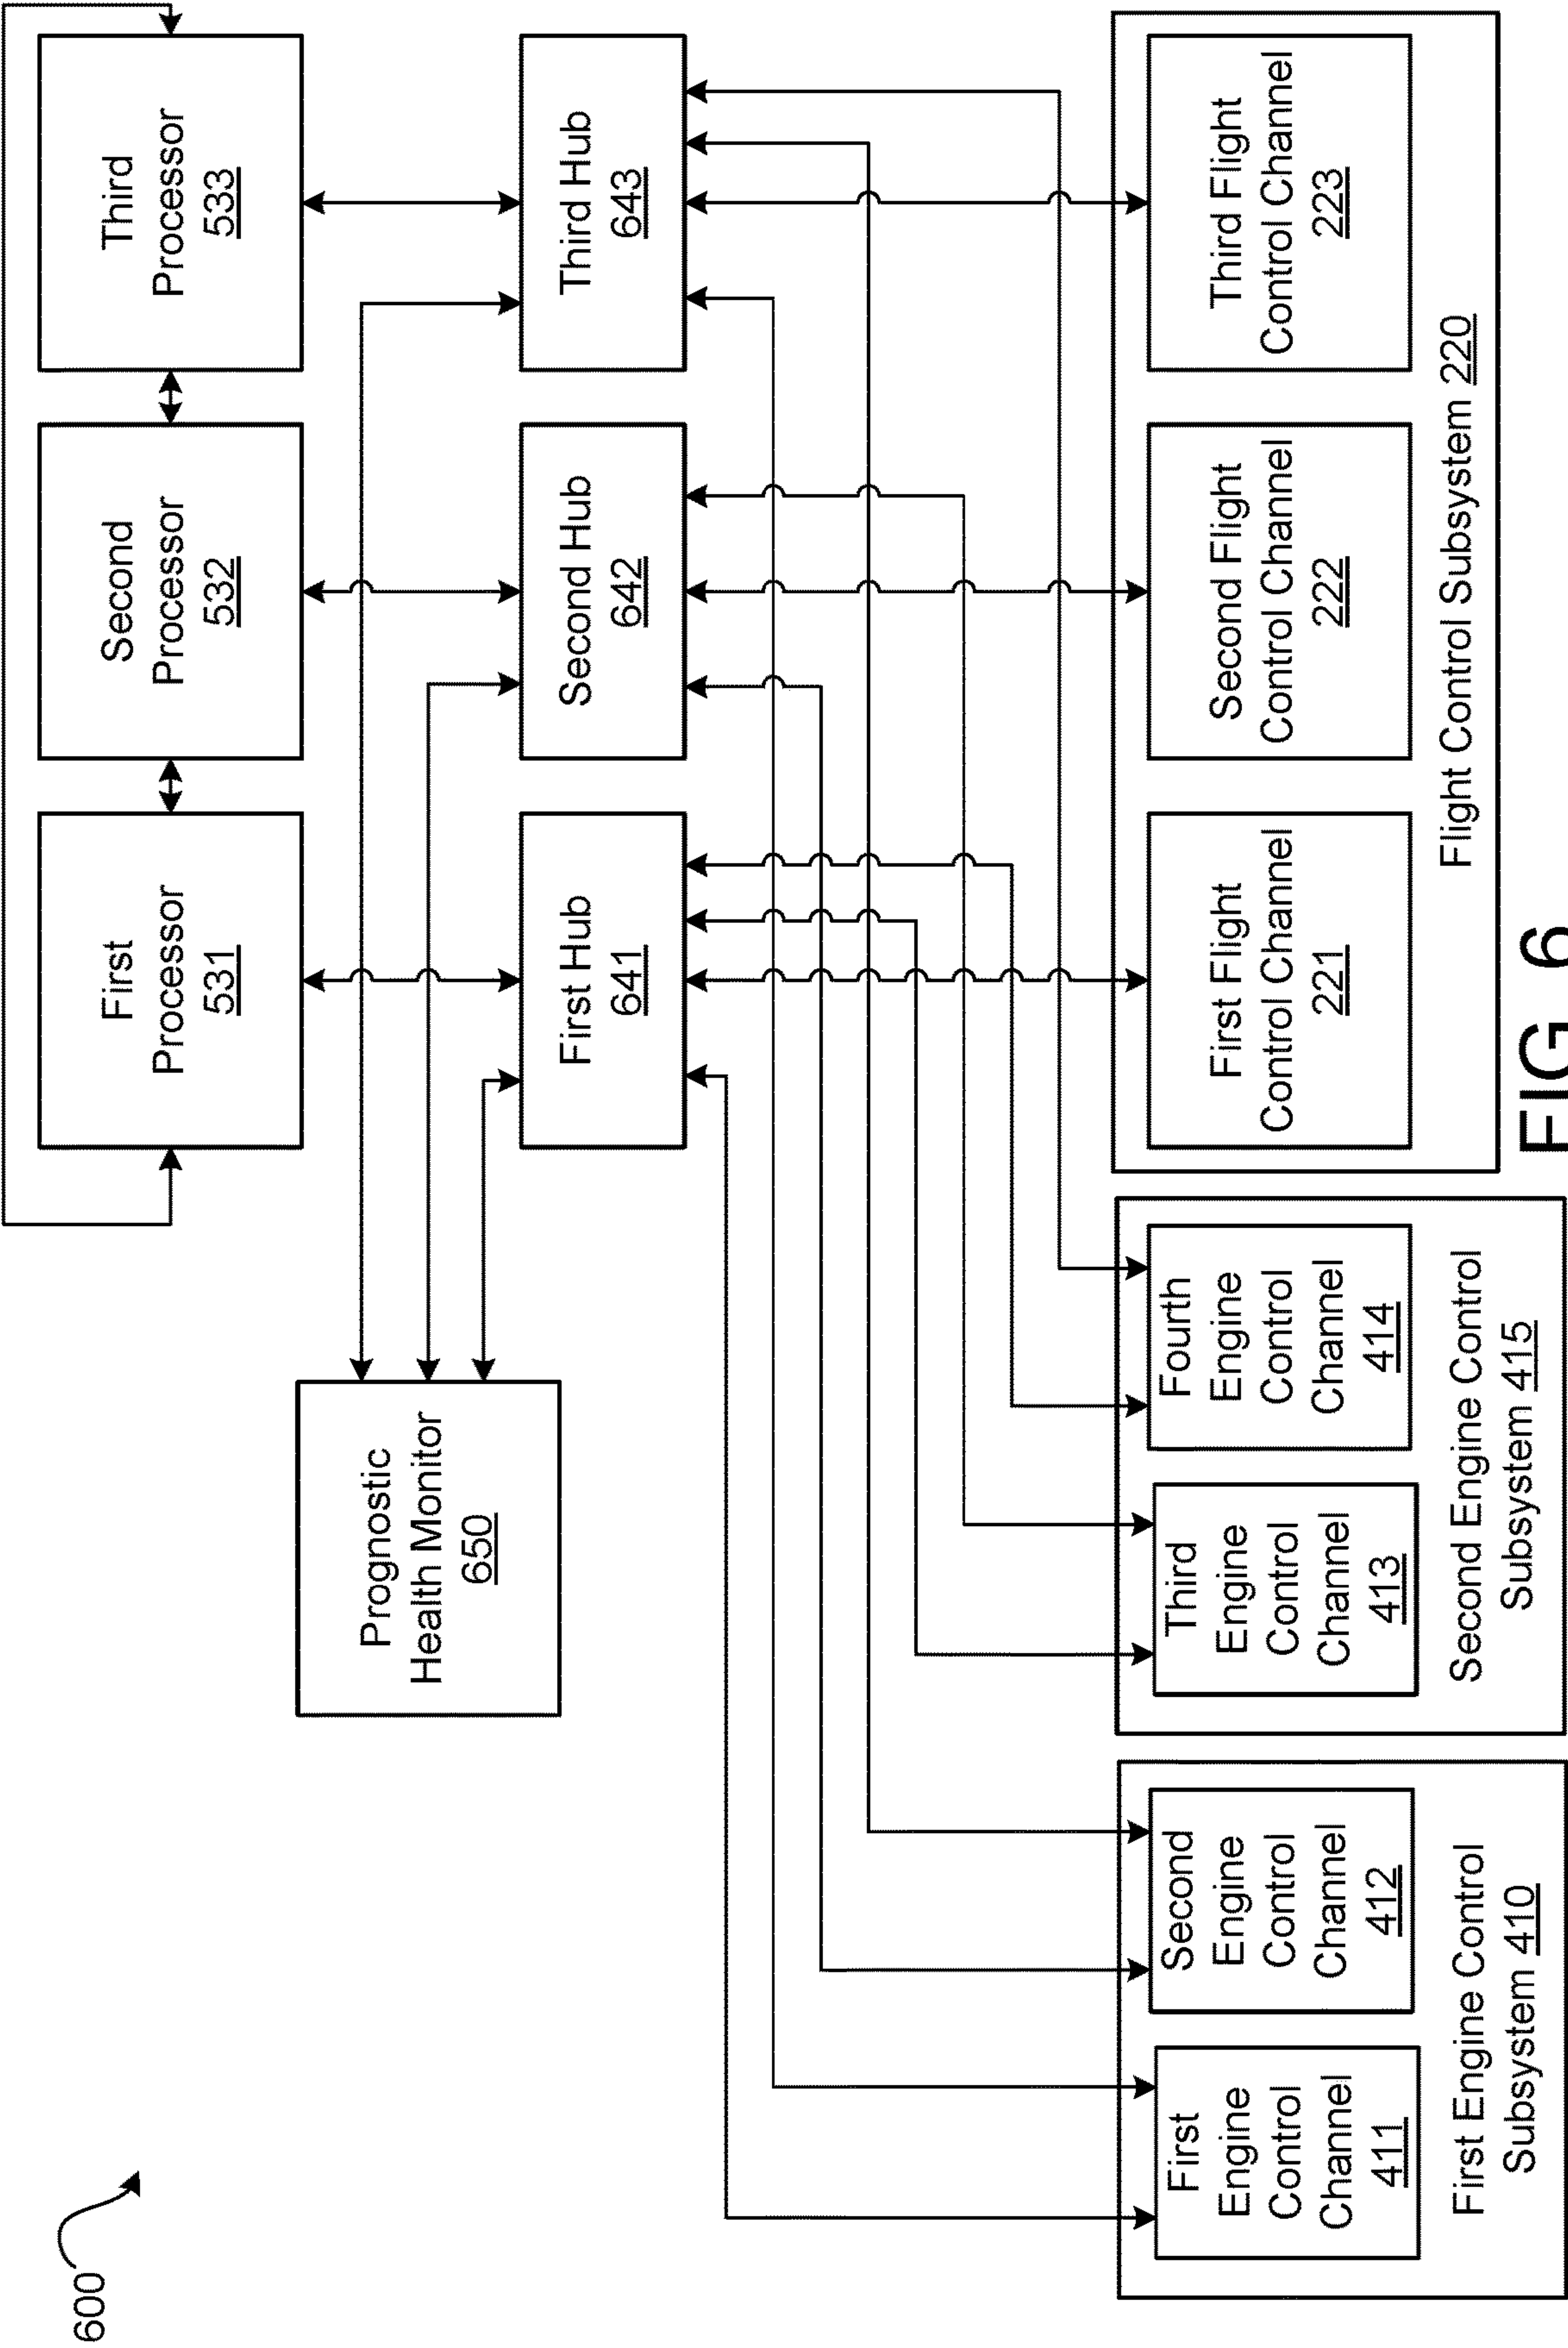 600
First
Processor
531
Second
Processor
532
Third
Processor
533
Prognostic
Health Monitor
650
First Hub
641
Second Hub
642
Third Hub
643
First
Engine
Control
Channel
411
Second
Engine
Control
Channel
412
First Engine Control
Subsystem 410
Third
Engine
Control
Channel
413
Fourth
Engine
Control
Channel
414
Second Engine Control
Subsystem 415
First Flight
Control Channel
221
Second Flight
Control Channel
222
Third Flight
Control Channel
223
Flight Control Subsystem 220
FIG. 6